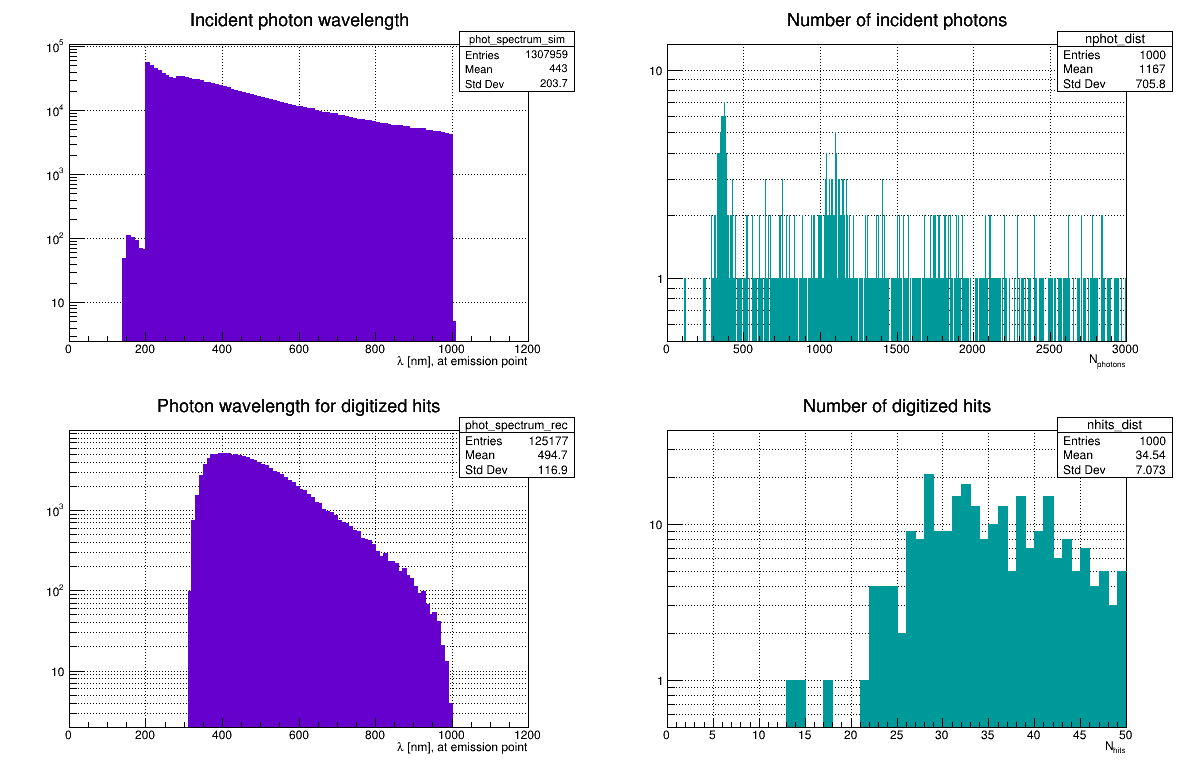 Incident photon wavelength
phot_spectrum_sim
Entries 1307959
Mean 443
Std Dev 203.7
10^5
10^4
10^3
10^2
10
0 200 400 600 800 1000 1200
λ [nm], at emission point
Number of incident photons
nphot_dist
Entries 1000
Mean 1167
Std Dev 705.8
10
1
0 500 1000 1500 2000 2500 3000
N_photons
Photon wavelength for digitized hits
phot_spectrum_rec
Entries 125177
Mean 494.7
Std Dev 116.9
10^3
10^2
10
0 200 400 600 800 1000 1200
λ [nm], at emission point
Number of digitized hits
nhits_dist
Entries 1000
Mean 34.54
Std Dev 7.073
10
1
0 5 10 15 20 25 30 35 40 45 50
N_hits